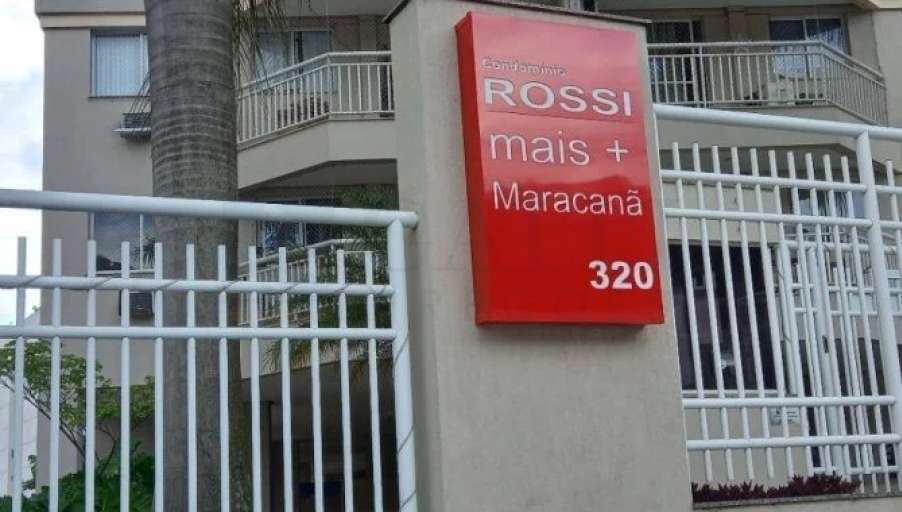 Condomínio
ROSSI
mais +
Maracanã
320